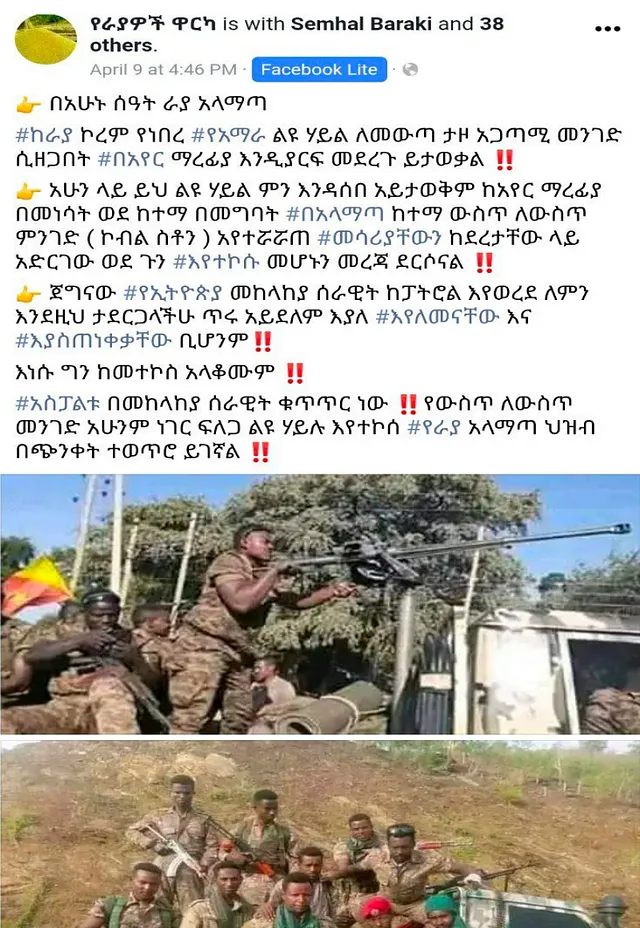 የራያዎች ዋርካ is with Semhal Baraki and 38
others.
April 9 at 4:46 PM · Facebook Lite ·
👉 በአሁኑ ሰዓት ራያ አላማጣ
#ከራያ ኮረም የነበረ #የአማራ ልዩ ሃይል ለመውጣ ታዞ አጋጣሚ መንገድ
ሲዘጋበት #በአየር ማረፊያ እንዲያርፍ መደረጉ ይታወቃል ‼️
👉 አሁን ላይ ይህ ልዩ ሃይል ምን እንዳሰበ አይታወቅም ከአየር ማረፊያ
በመነሳት ወደ ከተማ በመግባት #በአላማጣ ከተማ ውስጥ ለውስጥ
ምንገድ ( ኮብል ስቶን ) እየተሯሯጠ #መሳሪያቸውን ከደረታቸው ላይ
አድርገው ወደ ጉን #እየተኮሱ መሆኑን መረጃ ደርሶናል ‼️
👉 ጀግናው #የኢትዮጵያ መከላከያ ሰራዊት ከፓትሮል እየወረደ ለምን
እንደዚህ ታደርጋላችሁ ጥሩ አይደለም እያለ #እየለመናቸው እና
#እያስጠነቀቃቸው ቢሆንም‼️
እነሱ ግን ከመተኮስ አላቆሙም ‼️
#አስፓልቱ በመከላከያ ሰራዊት ቁጥጥር ነው ‼️ የውስጥ ለውስጥ
መንገድ አሁንም ነገር ፍለጋ ልዩ ሃይሉ እየተኮሰ #የራያ አላማጣ ህዝብ
በጭንቀት ተወጥሮ ይገኛል ‼️